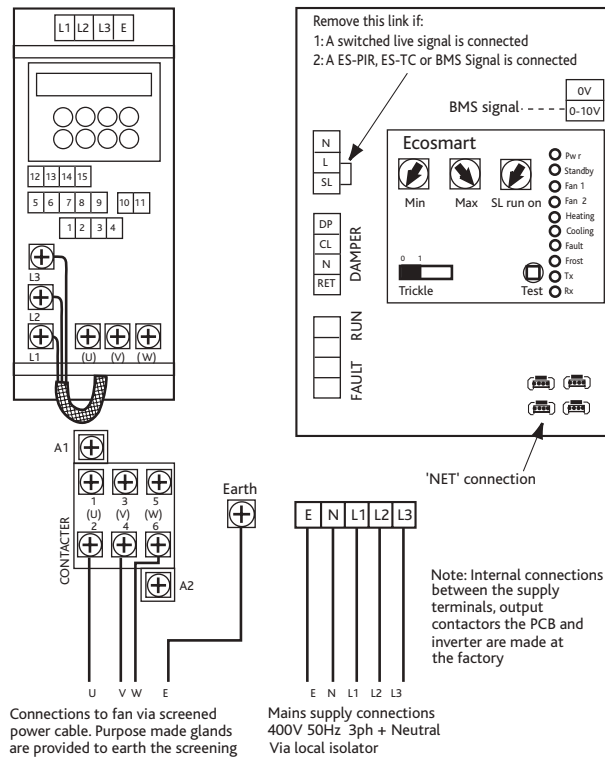 L1 L2 L3 E
12 13 14 15
5 6 7 8 9 10 11
1 2 3 4
L3
L2
L1
(U) (V) (W)
A1
1 3 5
(U) (V) (W)
2 4 6
CONTACTER
A2
Earth
U V W E
Connections to fan via screened
power cable. Purpose made glands
are provided to earth the screening
Remove this link if:
1: A switched live signal is connected
2: A ES-PIR, ES-TC or BMS Signal is connected
0V
BMS signal
0-10V
N
L
SL
Ecosmart
Min Max SL run on
Pwr
Standby
Fan 1
Fan 2
Heating
Cooling
Fault
Frost
Tx
Rx
0 1
Trickle
Test
DP
CL
N
RET
DAMPER
RUN
FAULT
'NET' connection
E N L1 L2 L3
E N L1 L2 L3
Mains supply connections
400V 50Hz 3ph + Neutral
Via local isolator
Note: Internal connections
between the supply
terminals, output
contactors the PCB and
inverter are made at
the factory